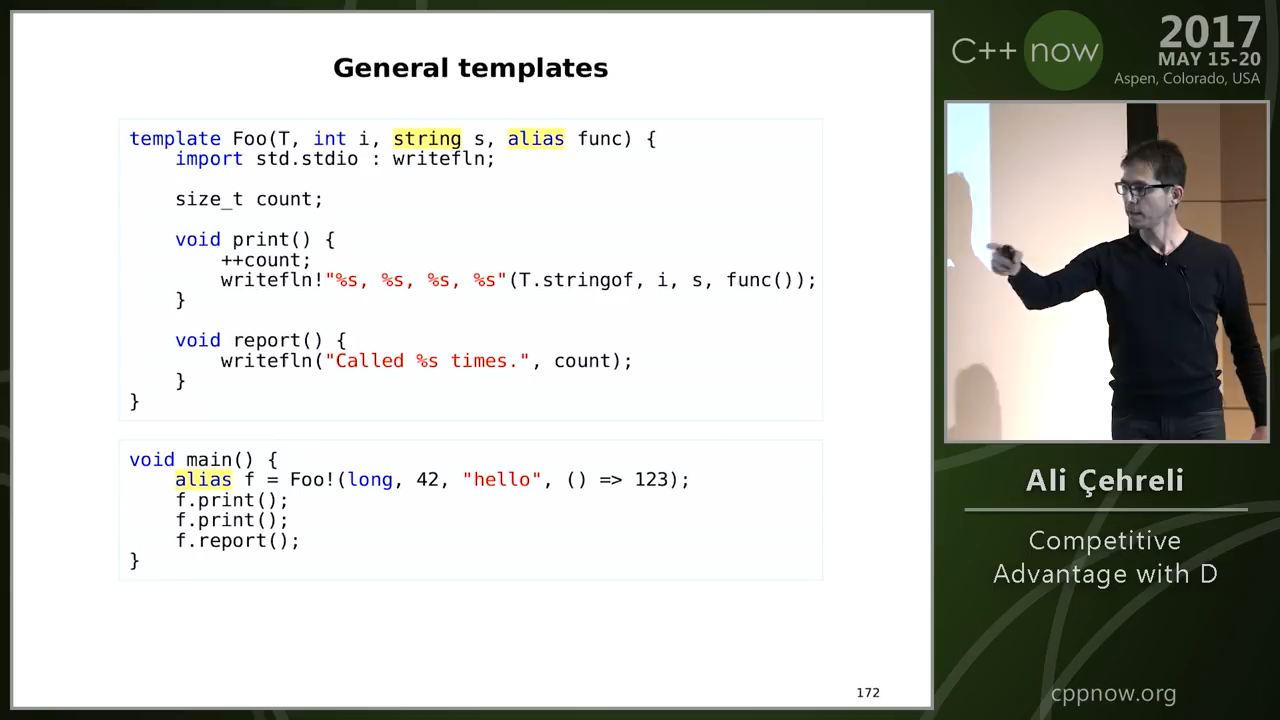 General templates
template Foo(T, int i, string s, alias func) {
import std.stdio : writefln;
size_t count;
void print() {
++count;
writefln!"%s, %s, %s, %s"(T.stringof, i, s, func());
}
void report() {
writefln("Called %s times.", count);
}
}
void main() {
alias f = Foo!(long, 42, "hello", () => 123);
f.print();
f.print();
f.report();
}
172
C++ now
2017
MAY 15-20
Aspen, Colorado, USA
Ali Çehreli
Competitive
Advantage with D
cppnow.org